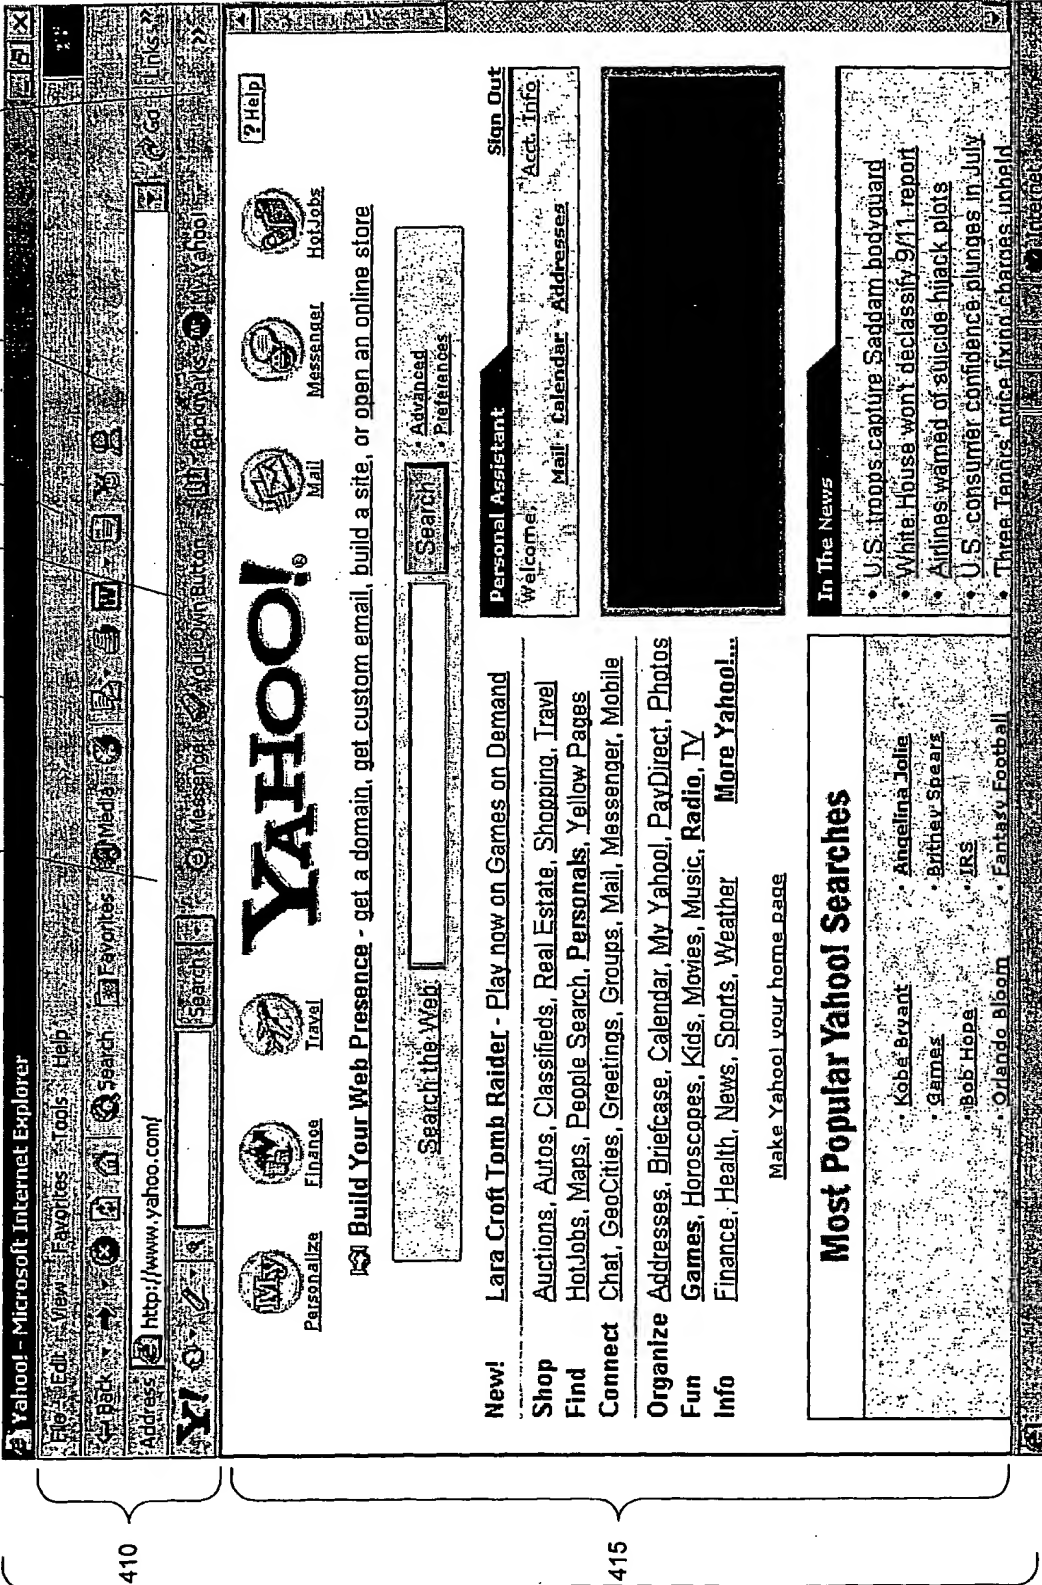 Yahoo! - Microsoft Internet Explorer
File Edit View Favorites Tools Help
Back Search Favorites Media
Address http://www.yahoo.com/ Go Links »
Y! Search Messenger Your Own Button Bookmarks My Yahoo! »
410
? Help
My
Personalize Finance Travel YAHOO!® Mail Messenger HotJobs
Build Your Web Presence - get a domain, get custom email, build a site, or open an online store
Search the Web Search • Advanced
• Preferences
New! Lara Croft Tomb Raider - Play now on Games on Demand
Shop Auctions, Autos, Classifieds, Real Estate, Shopping, Travel
Find HotJobs, Maps, People Search, Personals, Yellow Pages
Connect Chat, GeoCities, Greetings, Groups, Mail, Messenger, Mobile
Organize Addresses, Briefcase, Calendar, My Yahoo!, PayDirect, Photos
Fun Games, Horoscopes, Kids, Movies, Music, Radio, TV
Info Finance, Health, News, Sports, Weather More Yahoo!...
Make Yahoo! your home page
Personal Assistant Sign Out
Welcome, Acct. Info
Mail - Calendar - Addresses
Most Popular Yahoo! Searches
• Kobe Bryant • Angelina Jolie
• Games • Britney Spears
• Bob Hope • IRS
• Orlando Bloom • Fantasy Football
In The News
• U.S. troops capture Saddam bodyguard
• White House won't declassify 9/11 report
• Airlines warned of suicide-hijack plots
• U.S. consumer confidence plunges in July
• Three Tenors price fixing charges upheld
415
Internet